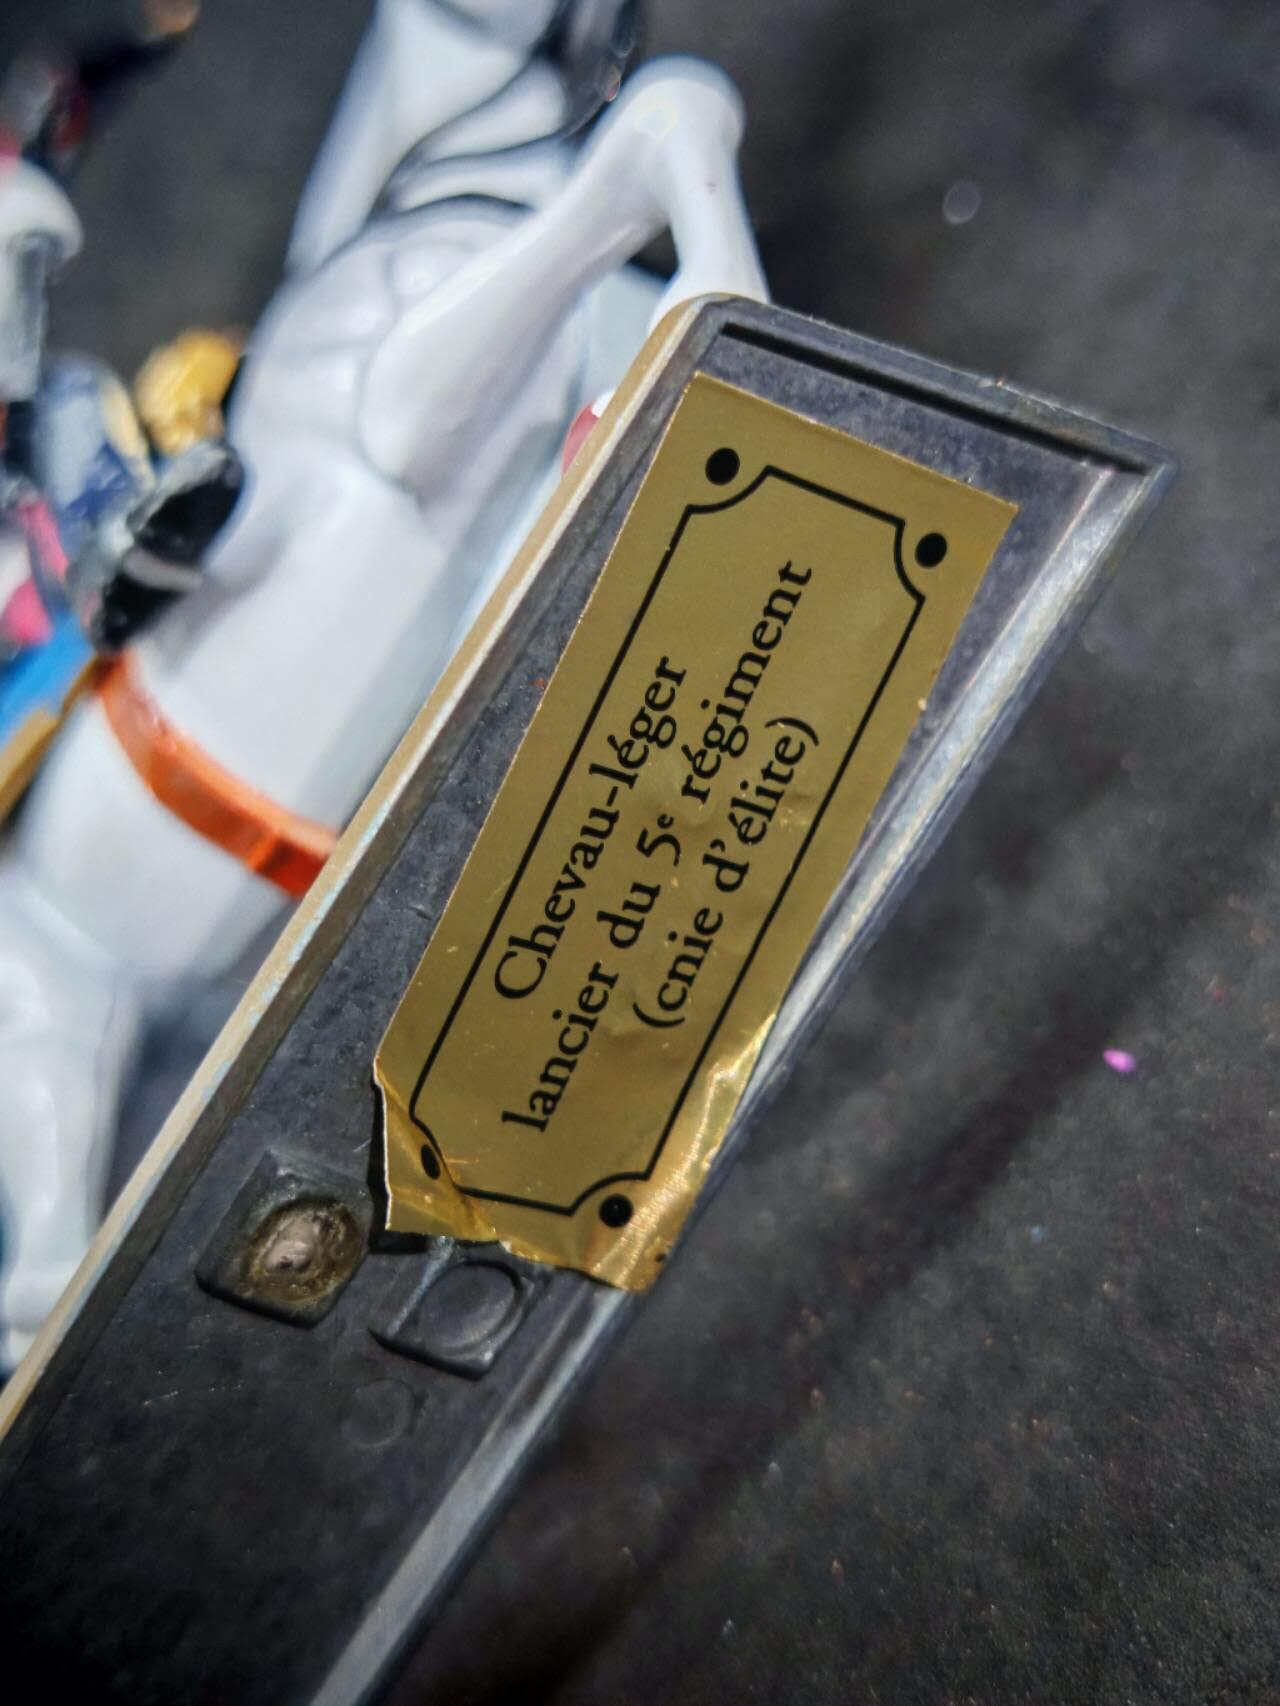 Chevau-léger
lancier du 5e régiment
(cnie d'élite)